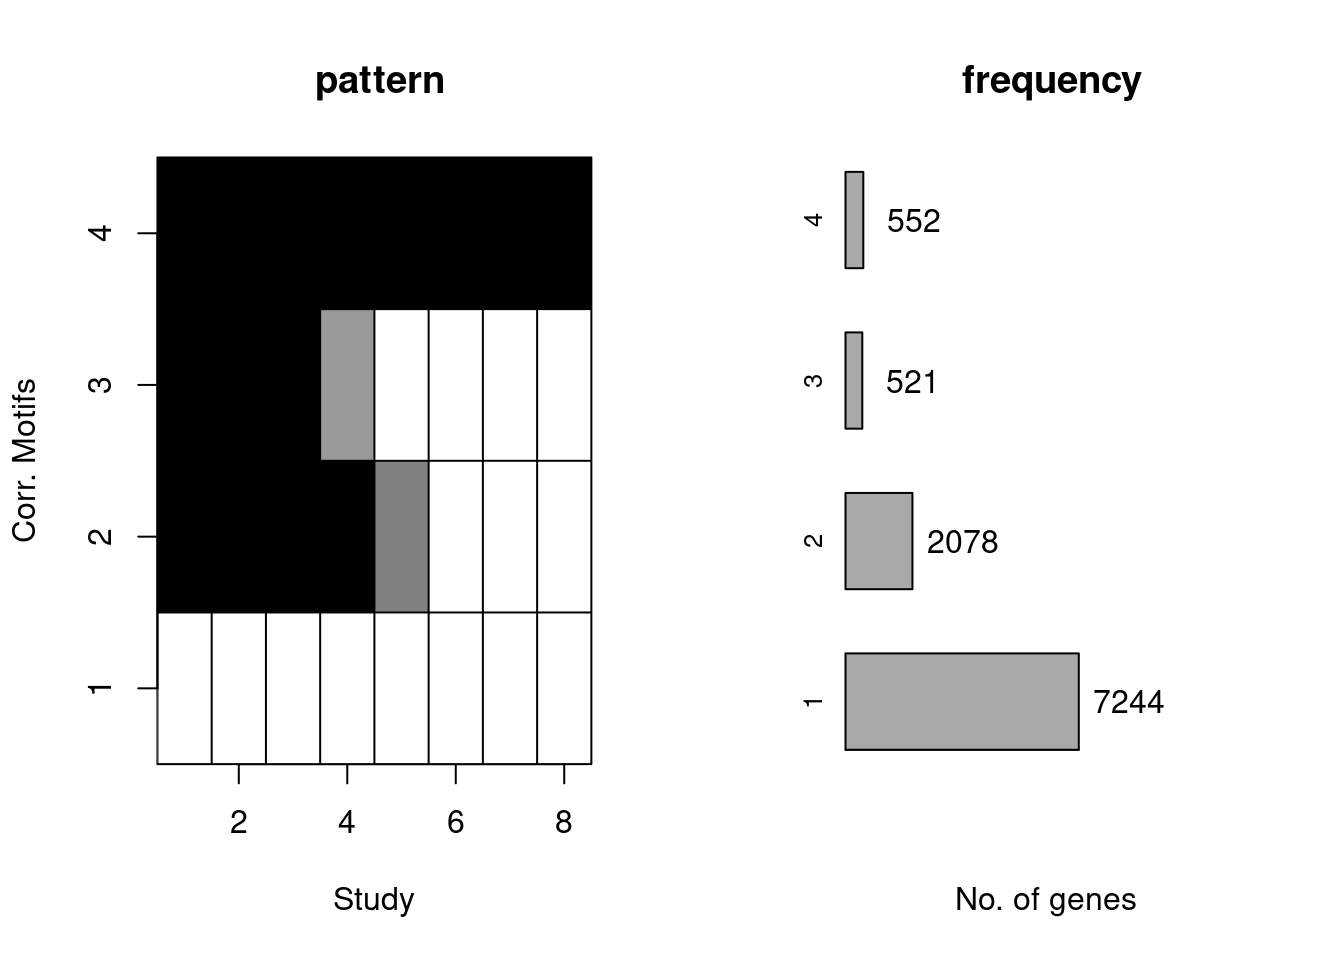 pattern
Corr. Motifs
4
3
2
1
2 4 6 8
Study
frequency
4 552
3 521
2 2078
1 7244
No. of genes